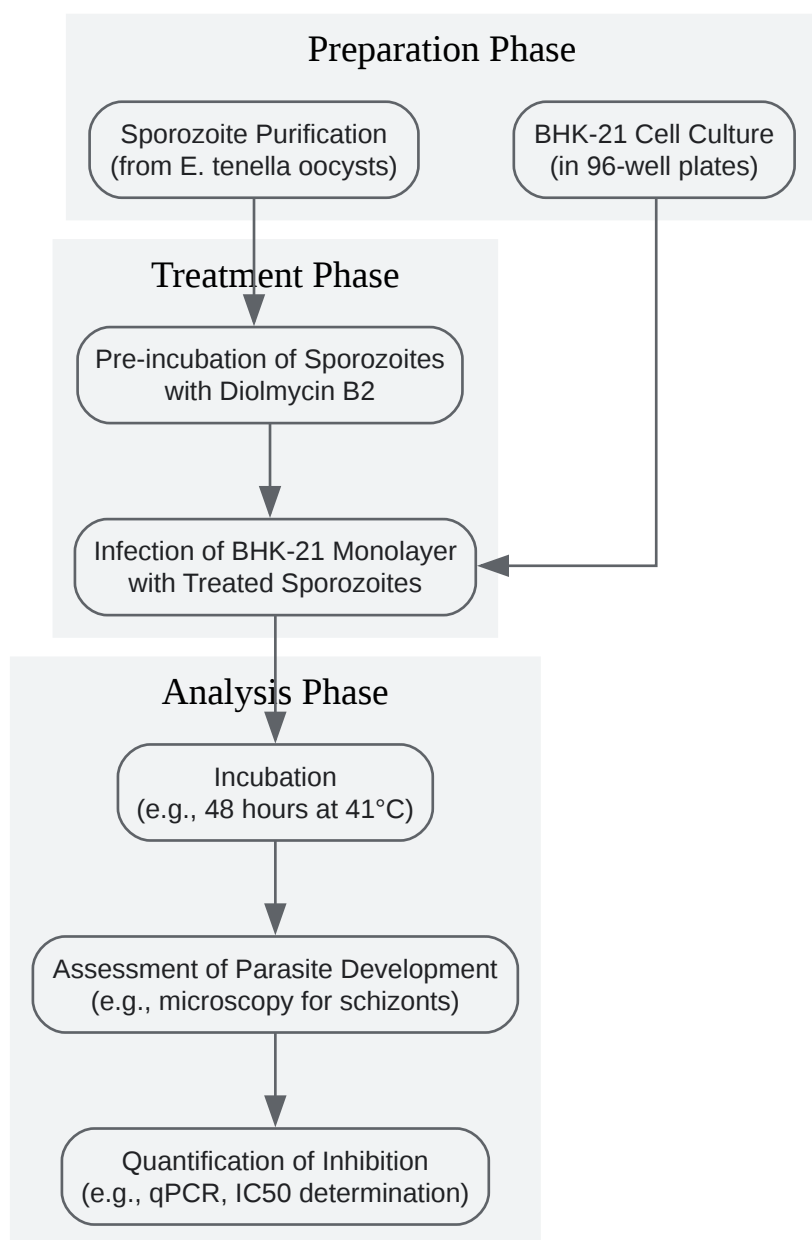 Preparation Phase
Sporozoite Purification
(from E. tenella oocysts)
BHK-21 Cell Culture
(in 96-well plates)
Treatment Phase
Pre-incubation of Sporozoites
with Diolmycin B2
Infection of BHK-21 Monolayer
with Treated Sporozoites
Analysis Phase
Incubation
(e.g., 48 hours at 41°C)
Assessment of Parasite Development
(e.g., microscopy for schizonts)
Quantification of Inhibition
(e.g., qPCR, IC50 determination)